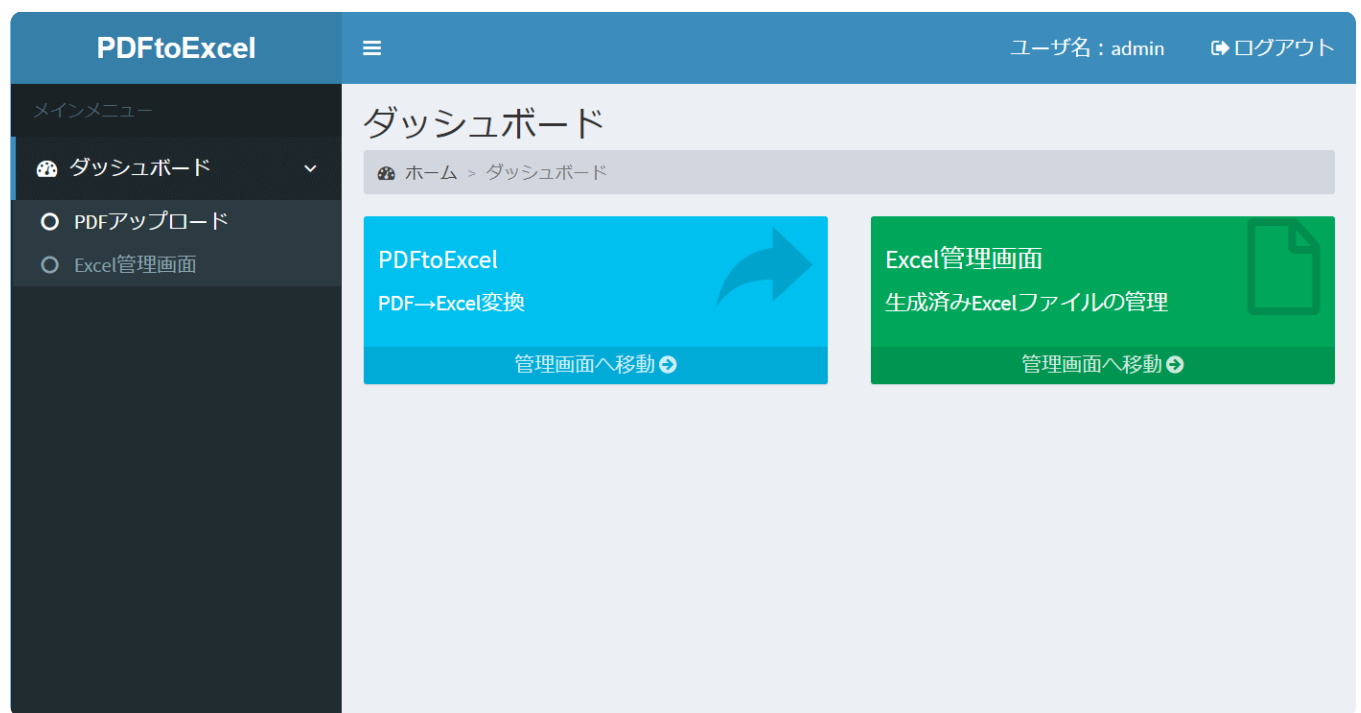 PDFtoExcel
ユーザ名：admin ログアウト
メインメニュー
ダッシュボード
PDFアップロード
Excel管理画面
ダッシュボード
ホーム > ダッシュボード
PDFtoExcel
PDF→Excel変換
管理画面へ移動
Excel管理画面
生成済みExcelファイルの管理
管理画面へ移動